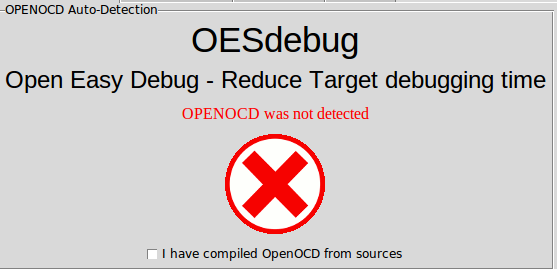 OPENOCD Auto-Detection
OESdebug
Open Easy Debug - Reduce Target debugging time
OPENOCD was not detected
I have compiled OpenOCD from sources